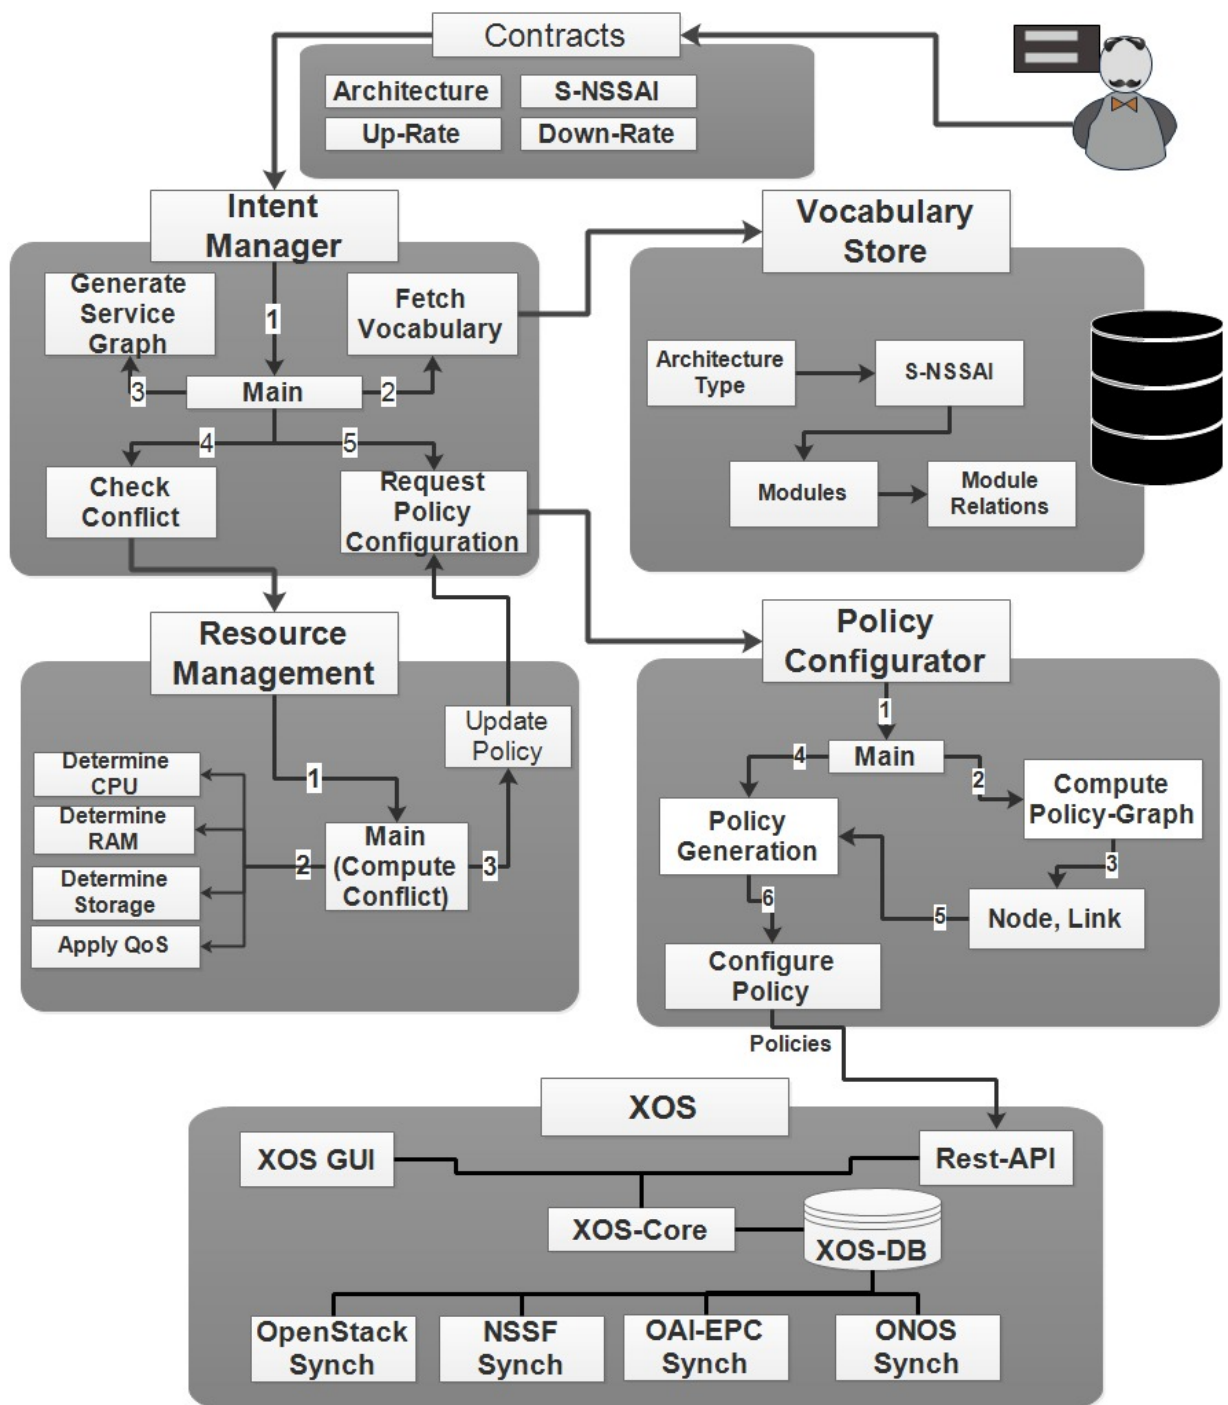 Contracts
Architecture
S-NSSAI
Up-Rate
Down-Rate
Intent
Manager
Vocabulary
Store
Generate
Service
Graph
1
Fetch
Vocabulary
3
Main
2
4
5
Check
Conflict
Request
Policy
Configuration
Architecture
Type
S-NSSAI
Modules
Module
Relations
Resource
Management
Policy
Configurator
Update
Policy
1
Determine
CPU
Determine
RAM
Determine
Storage
Apply QoS
2
Main
(Compute
Conflict)
3
1
Main
4
2
Compute
Policy-Graph
Policy
Generation
3
5
Node, Link
6
Configure
Policy
Policies
XOS
XOS GUI
Rest-API
XOS-Core
XOS-DB
OpenStack
Synch
NSSF
Synch
OAI-EPC
Synch
ONOS
Synch